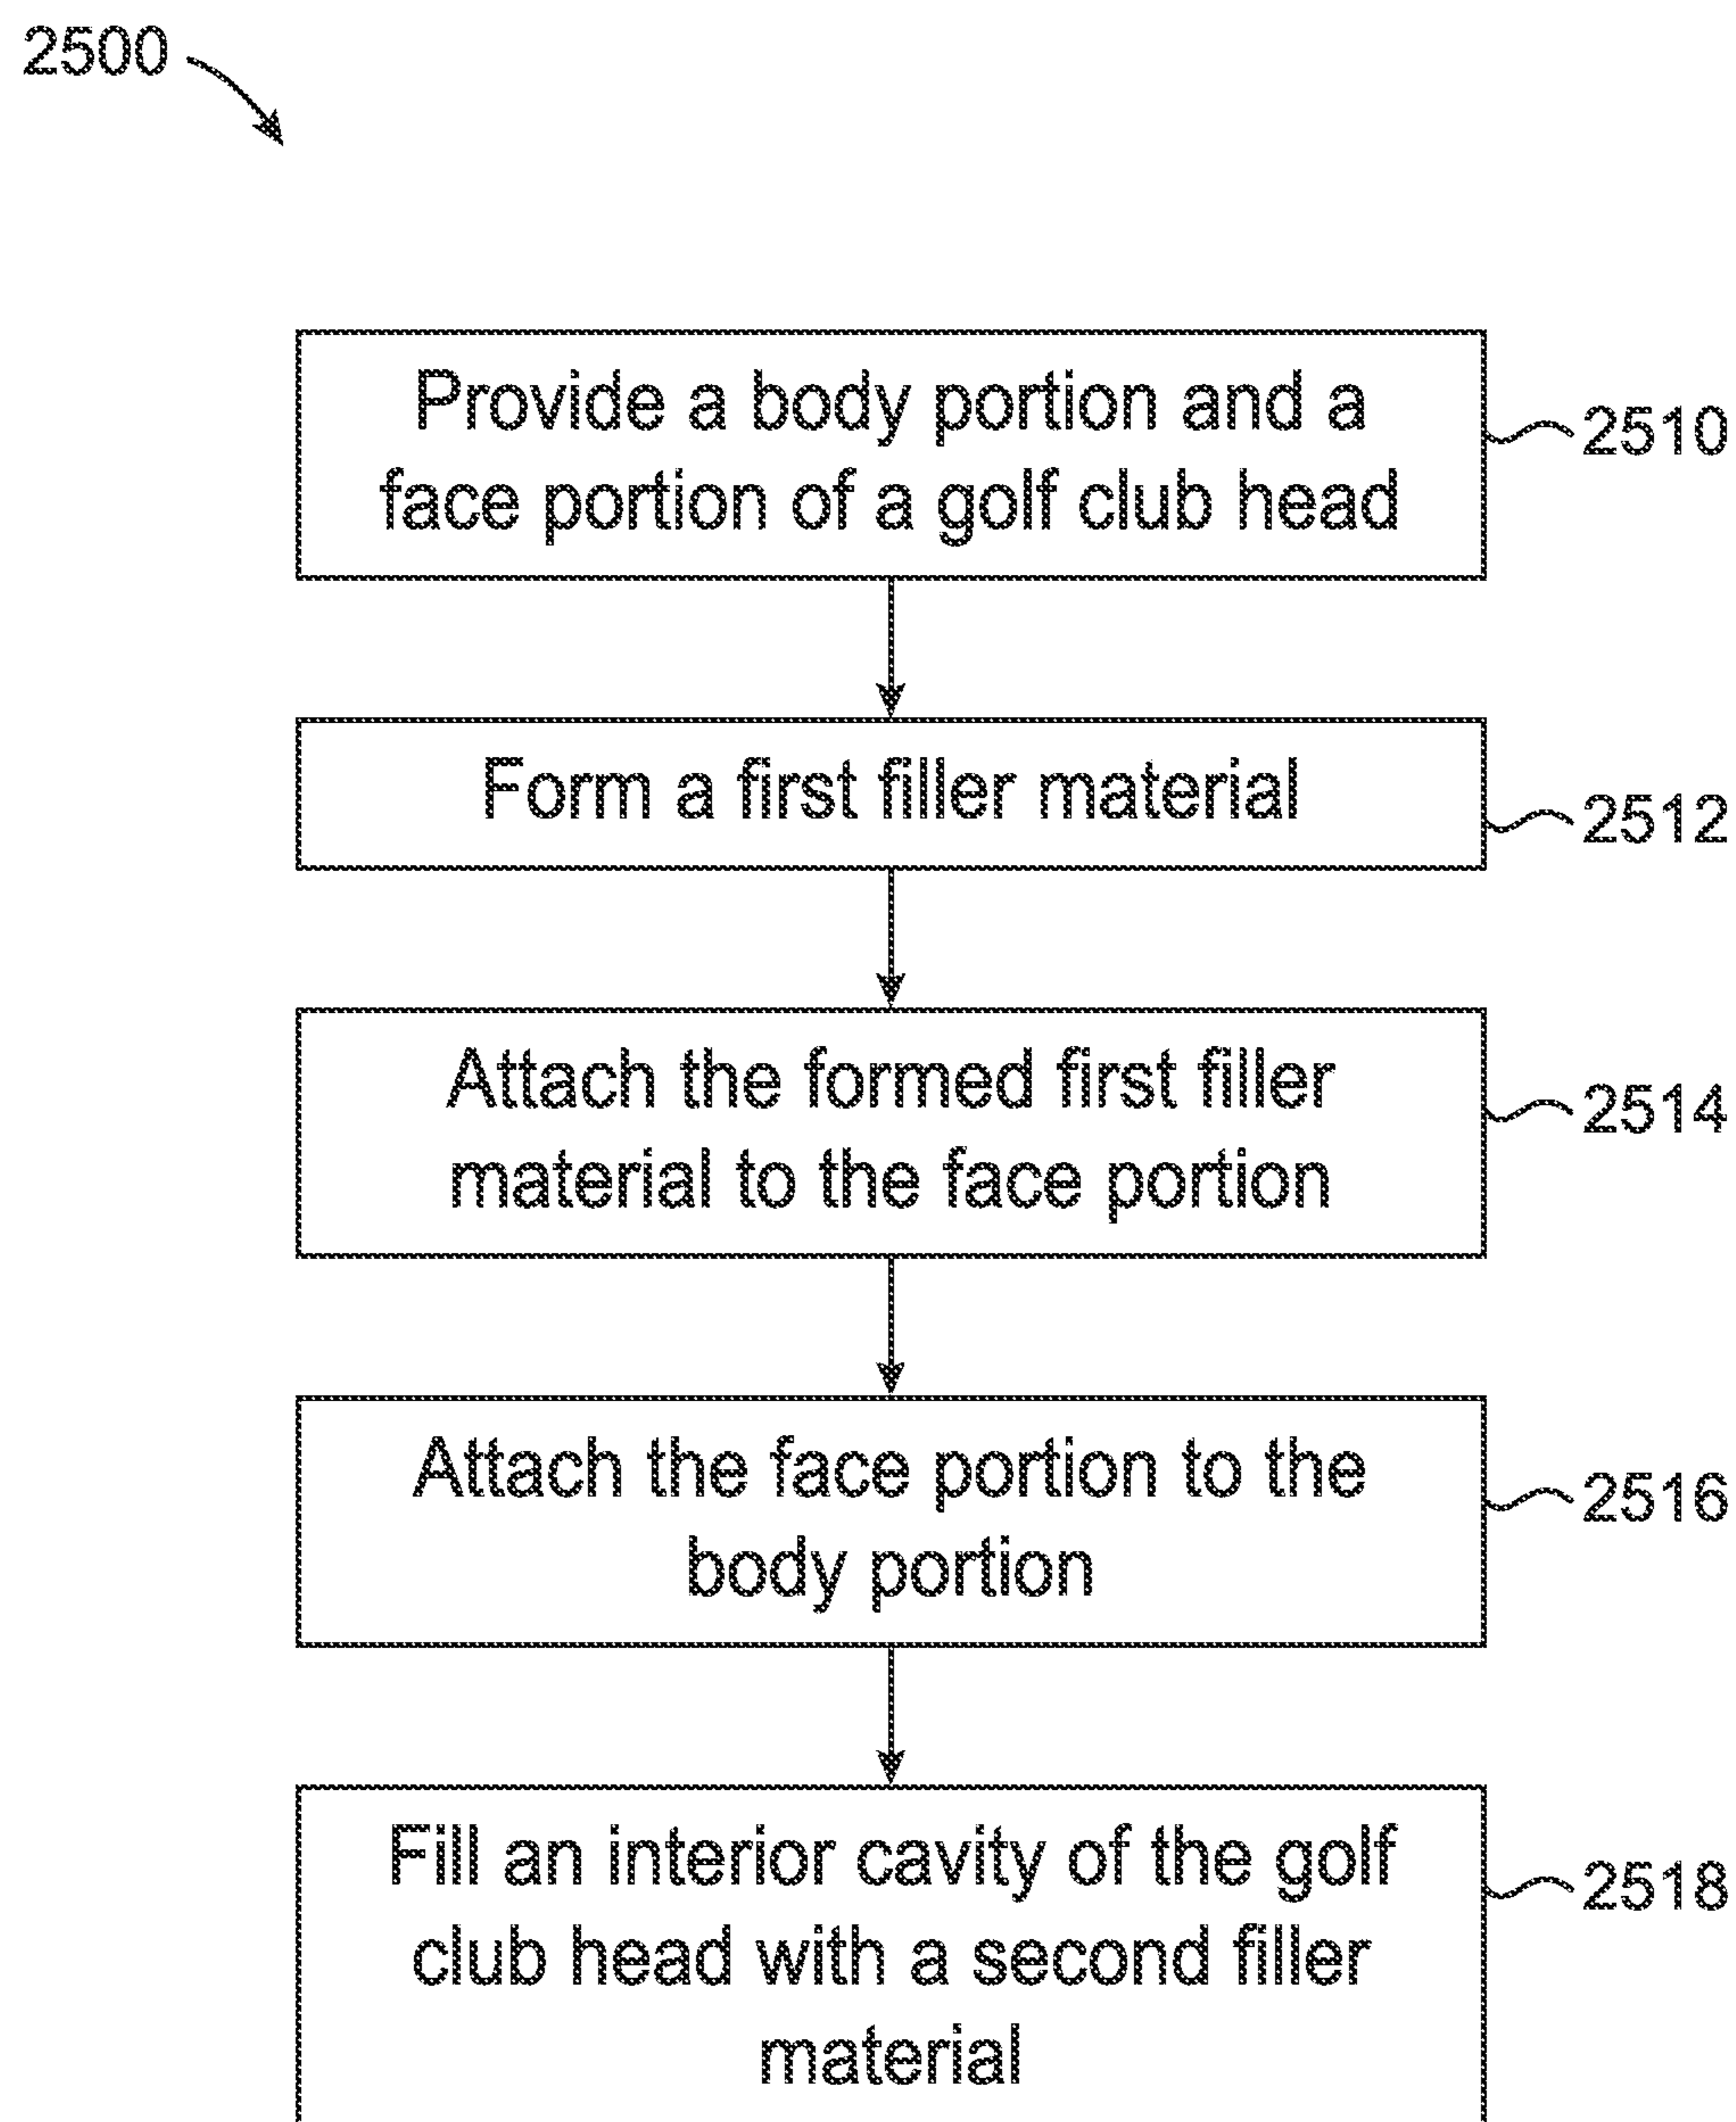 2500
Provide a body portion and a
face portion of a golf club head
2510
Form a first filler material
2512
Attach the formed first filler
material to the face portion
2514
Attach the face portion to the
body portion
2516
Fill an interior cavity of the golf
club head with a second filler
material
2518